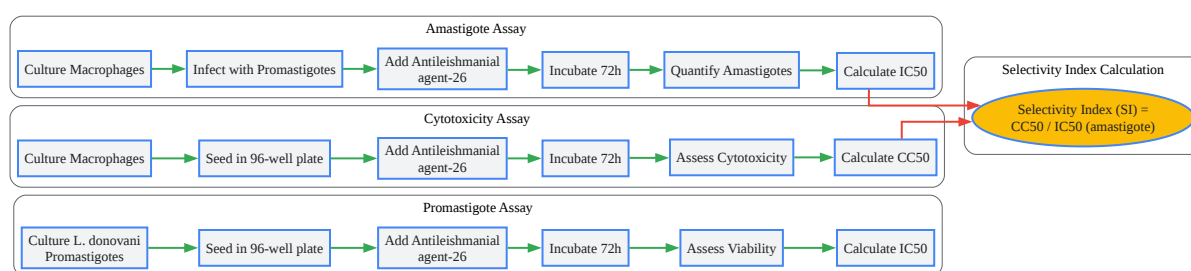 Amastigote Assay
Culture Macrophages
Infect with Promastigotes
Add Antileishmanial
agent-26
Incubate 72h
Quantify Amastigotes
Calculate IC50
Selectivity Index Calculation
Selectivity Index (SI) =
CC50 / IC50 (amastigote)
Cytotoxicity Assay
Culture Macrophages
Seed in 96-well plate
Add Antileishmanial
agent-26
Incubate 72h
Assess Cytotoxicity
Calculate CC50
Promastigote Assay
Culture L. donovani
Promastigotes
Seed in 96-well plate
Add Antileishmanial
agent-26
Incubate 72h
Assess Viability
Calculate IC50